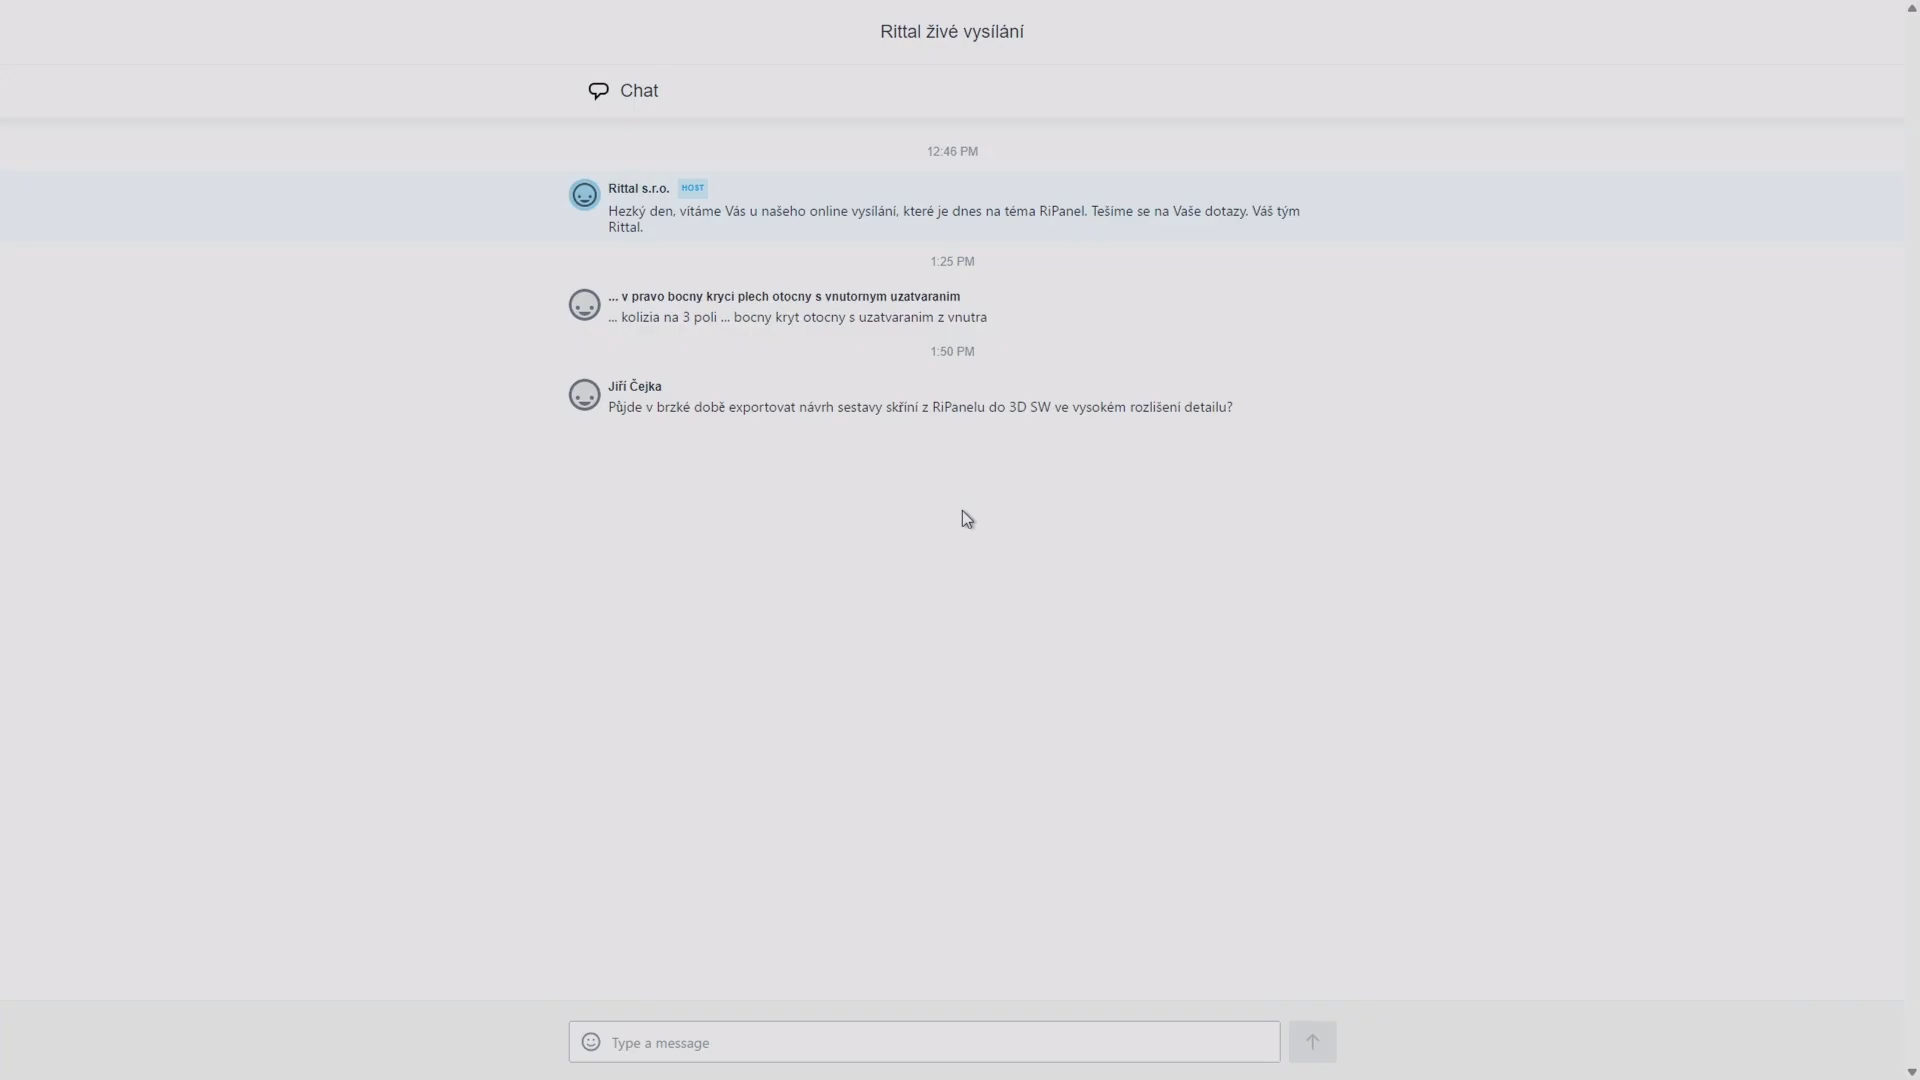 Rittal živé vysílání
Chat
12:46 PM
Rittal s.r.o. HOST
Hezký den, vítáme Vás u našeho online vysílání, které je dnes na téma RiPanel. Tešíme se na Vaše dotazy. Váš tým
Rittal.
1:25 PM
... v pravo bocny kryci plech otocny s vnutornym uzatvaranim
... kolizia na 3 poli ... bocny kryt otocny s uzatvaranim z vnutra
1:50 PM
Jiří Čejka
Půjde v brzké době exportovat návrh sestavy skříní z RiPanelu do 3D SW ve vysokém rozlišení detailu?
Type a message